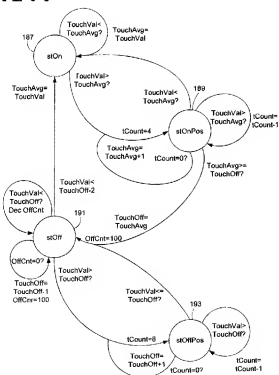 187
TouchVal<
TouchAvg?
TouchAvg=
TouchVal
stOn
TouchAvg=
TouchVal
TouchVal>
TouchAvg?
TouchVal<
TouchAvg?
189
stOnPos
TouchVal>
TouchAvg?
tCount=
tCount-1
tCount=4
TouchAvg=
TouchAvg+1
tCount=0?
TouchAvg>=
TouchOff?
TouchVal<
TouchOff-2
191
TouchVal<
TouchOff?
Dec OffCnt
stOff
TouchOff=
TouchAvg
OffCnt=100
OffCnt=0?
TouchOff=
TouchOff-1
OffCnr=100
TouchVal>
TouchOff?
TouchVal<=
TouchOff?
193
stOffPos
TouchVal>
TouchOff?
tCount=8
TouchOff=
TouchOff+1
tCount=0?
tCount=
tCount-1